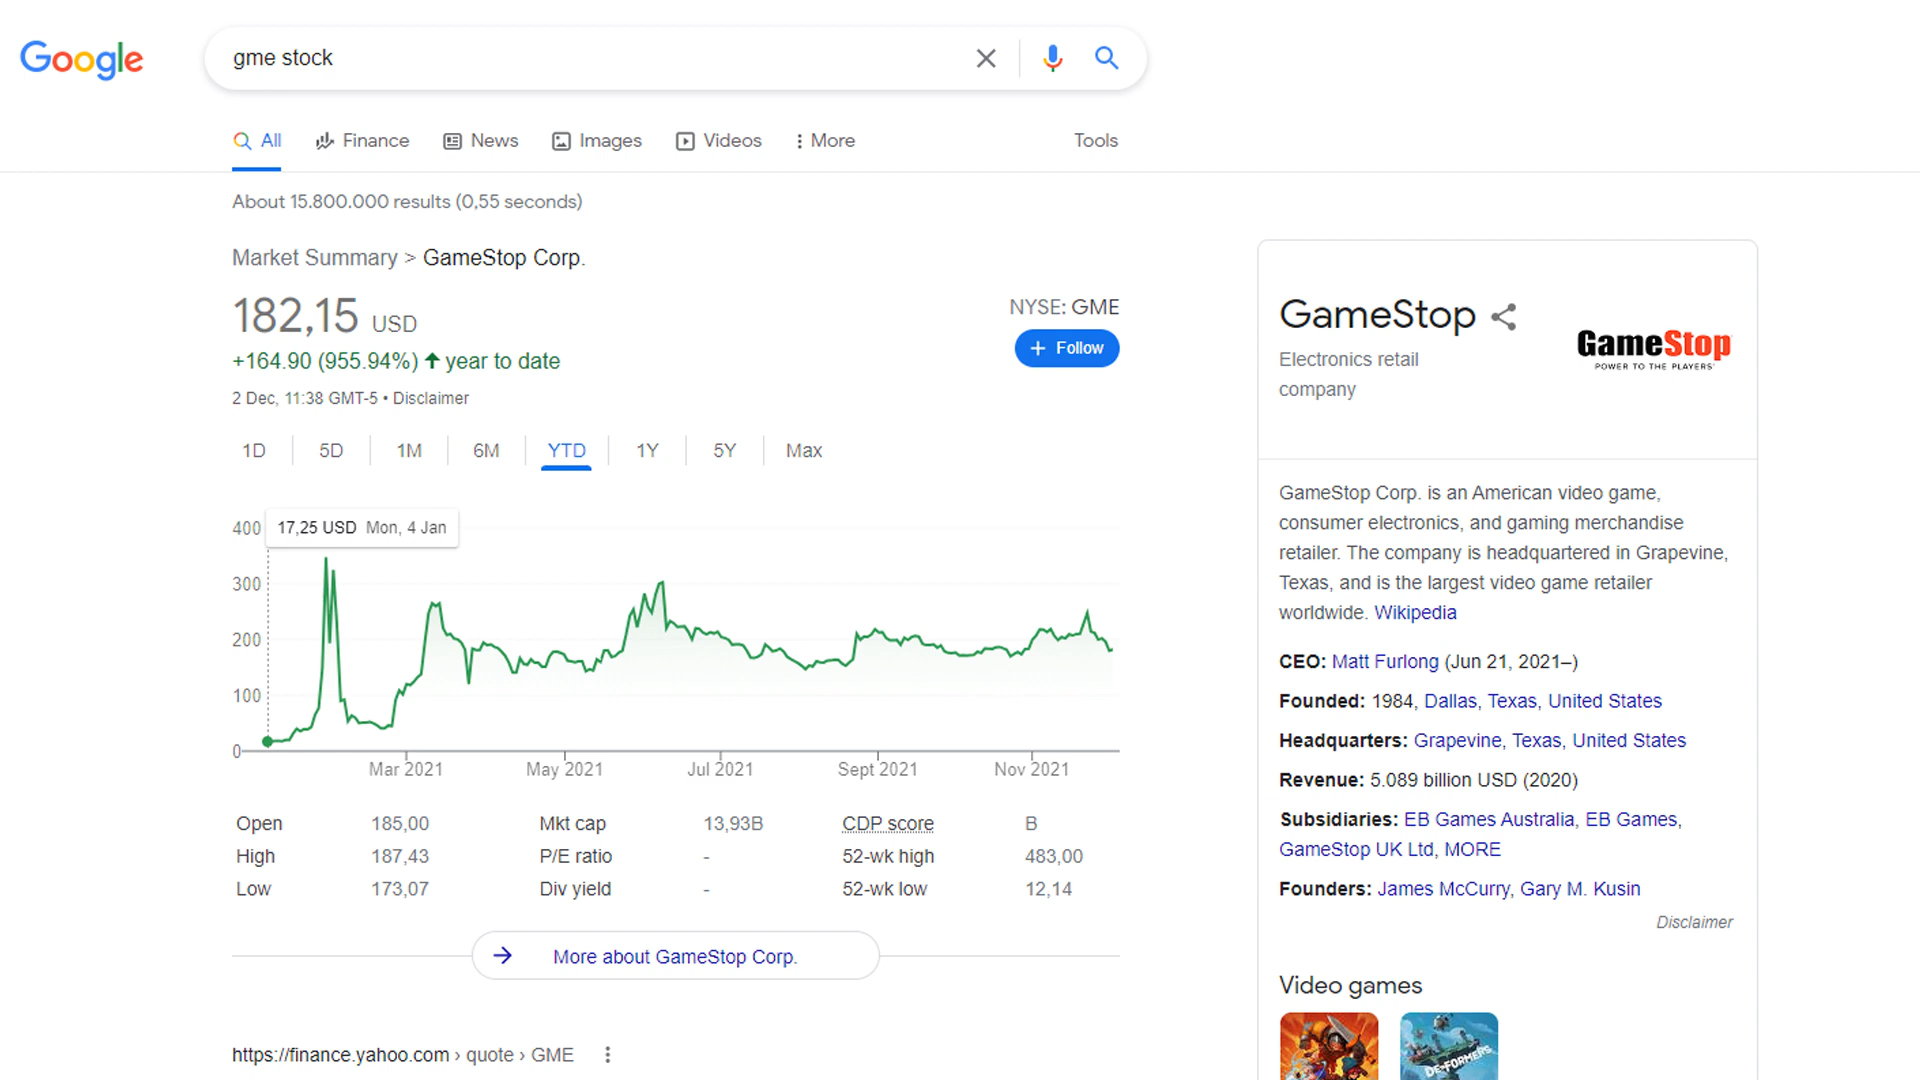 Google
gme stock
All Finance News Images Videos More Tools
About 15.800.000 results (0,55 seconds)
Market Summary > GameStop Corp.
182,15 USD
+164.90 (955.94%) year to date
2 Dec, 11:38 GMT-5 • Disclaimer
NYSE: GME
+ Follow
1D 5D 1M 6M YTD 1Y 5Y Max
17,25 USD Mon, 4 Jan
400
300
200
100
0
Mar 2021 May 2021 Jul 2021 Sept 2021 Nov 2021
Open 185,00 Mkt cap 13,93B CDP score B
High 187,43 P/E ratio - 52-wk high 483,00
Low 173,07 Div yield - 52-wk low 12,14
More about GameStop Corp.
https://finance.yahoo.com › quote › GME
GameStop
Electronics retail
company
GameStop
POWER TO THE PLAYERS
GameStop Corp. is an American video game,
consumer electronics, and gaming merchandise
retailer. The company is headquartered in Grapevine,
Texas, and is the largest video game retailer
worldwide. Wikipedia
CEO: Matt Furlong (Jun 21, 2021–)
Founded: 1984, Dallas, Texas, United States
Headquarters: Grapevine, Texas, United States
Revenue: 5.089 billion USD (2020)
Subsidiaries: EB Games Australia, EB Games,
GameStop UK Ltd, MORE
Founders: James McCurry, Gary M. Kusin
Disclaimer
Video games
DE-FORMERS